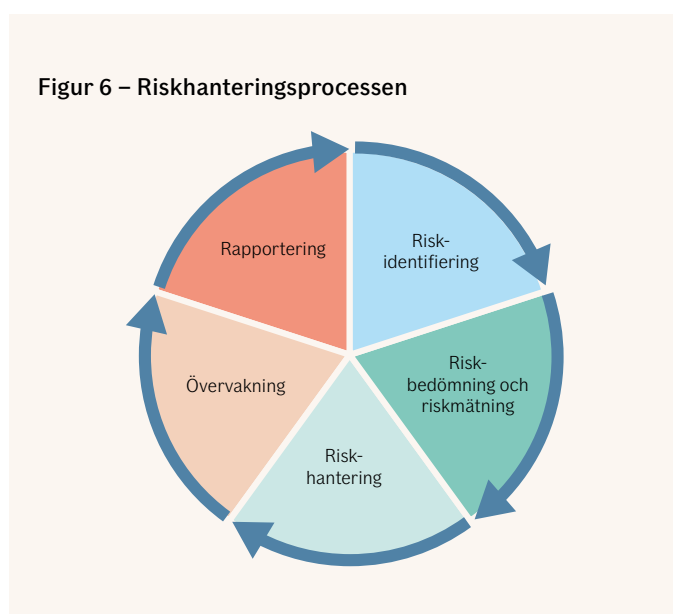 Figur 6 – Riskhanteringsprocessen
Rapportering
Risk-
identifiering
Risk-
bedömning och
riskmätning
Övervakning
Risk-
hantering